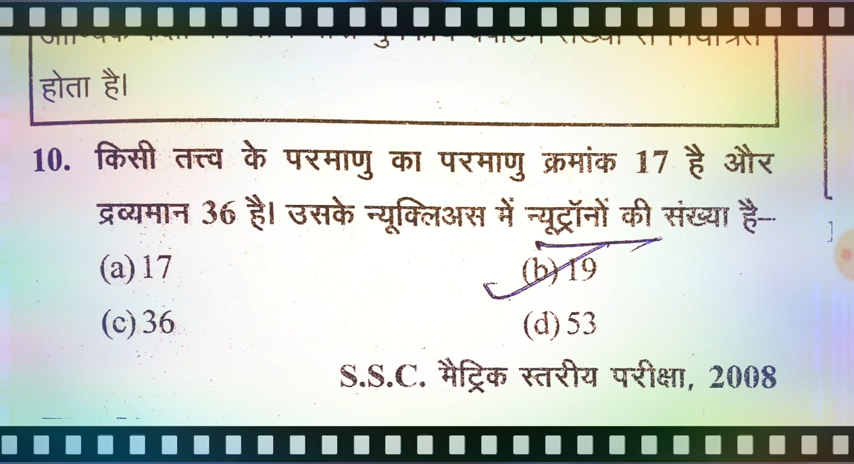 होता है।
10. किसी तत्त्व के परमाणु का परमाणु क्रमांक 17 है और
द्रव्यमान 36 है। उसके न्यूक्लिअस में न्यूट्रॉनों की संख्या है–
(a) 17 (b) 19
(c) 36 (d) 53
S.S.C. मैट्रिक स्तरीय परीक्षा, 2008